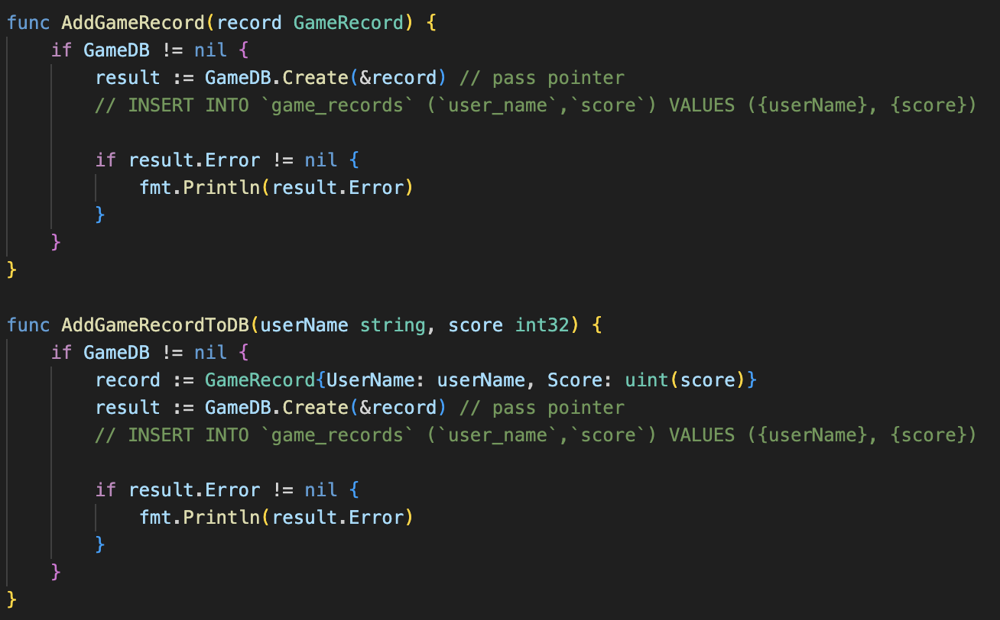 func AddGameRecord(record GameRecord) {
    if GameDB != nil {
        result := GameDB.Create(&record) // pass pointer
        // INSERT INTO `game_records` (`user_name`,`score`) VALUES ({userName}, {score})

        if result.Error != nil {
            fmt.Println(result.Error)
        }
    }
}

func AddGameRecordToDB(userName string, score int32) {
    if GameDB != nil {
        record := GameRecord{UserName: userName, Score: uint(score)}
        result := GameDB.Create(&record) // pass pointer
        // INSERT INTO `game_records` (`user_name`,`score`) VALUES ({userName}, {score})

        if result.Error != nil {
            fmt.Println(result.Error)
        }
    }
}